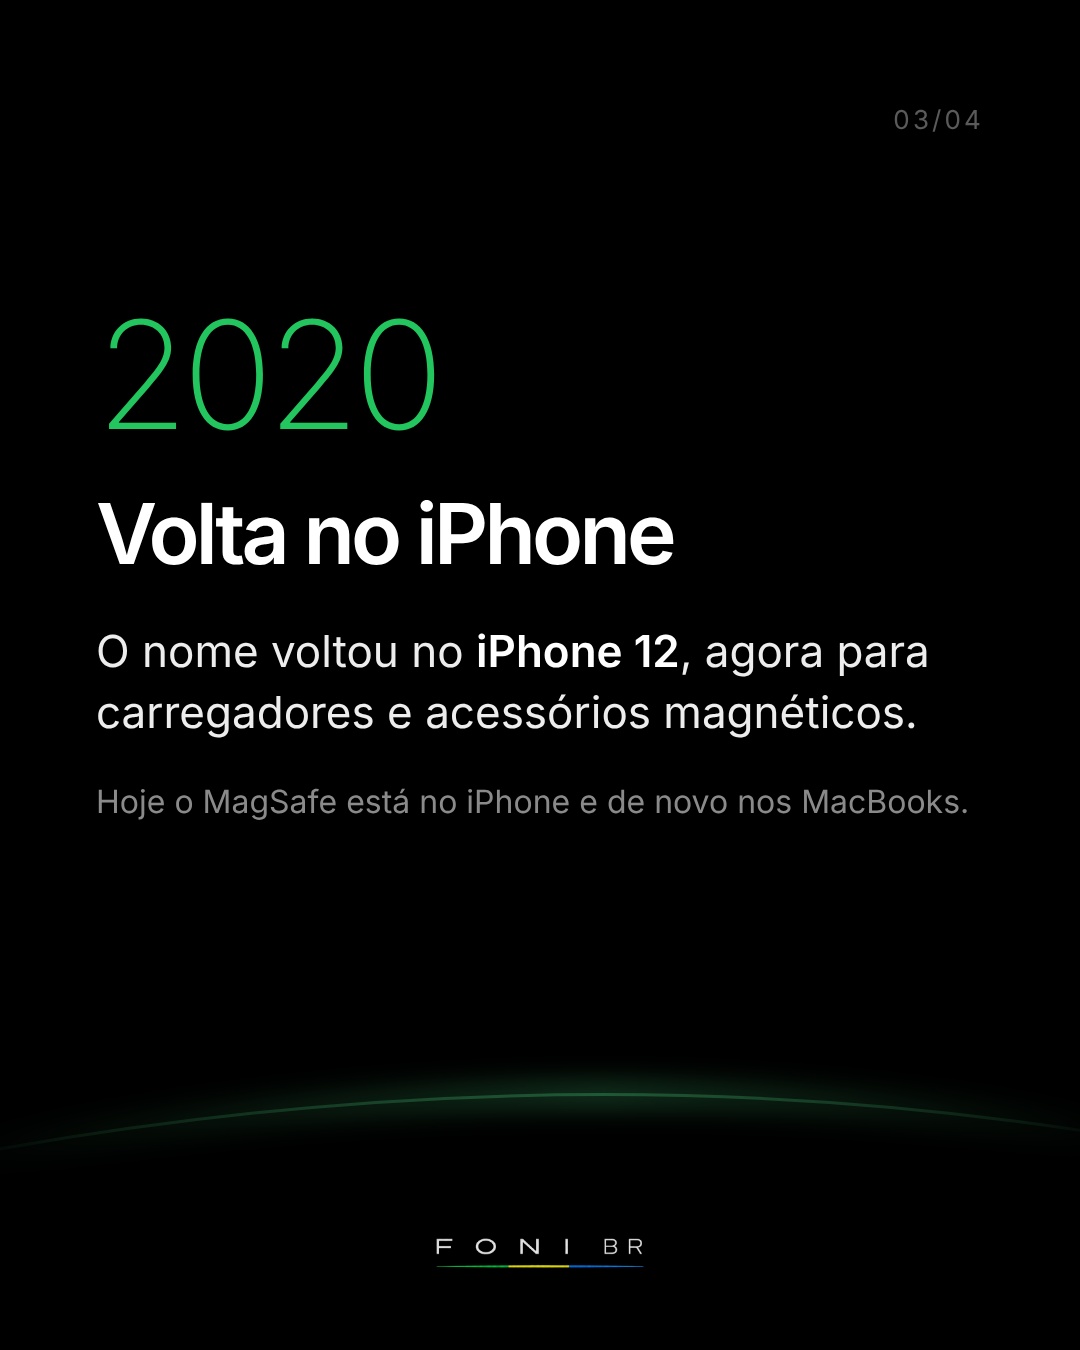 03/04
2020
Volta no iPhone
O nome voltou no iPhone 12, agora para
carregadores e acessórios magnéticos.
Hoje o MagSafe está no iPhone e de novo nos MacBooks.
FONI BR